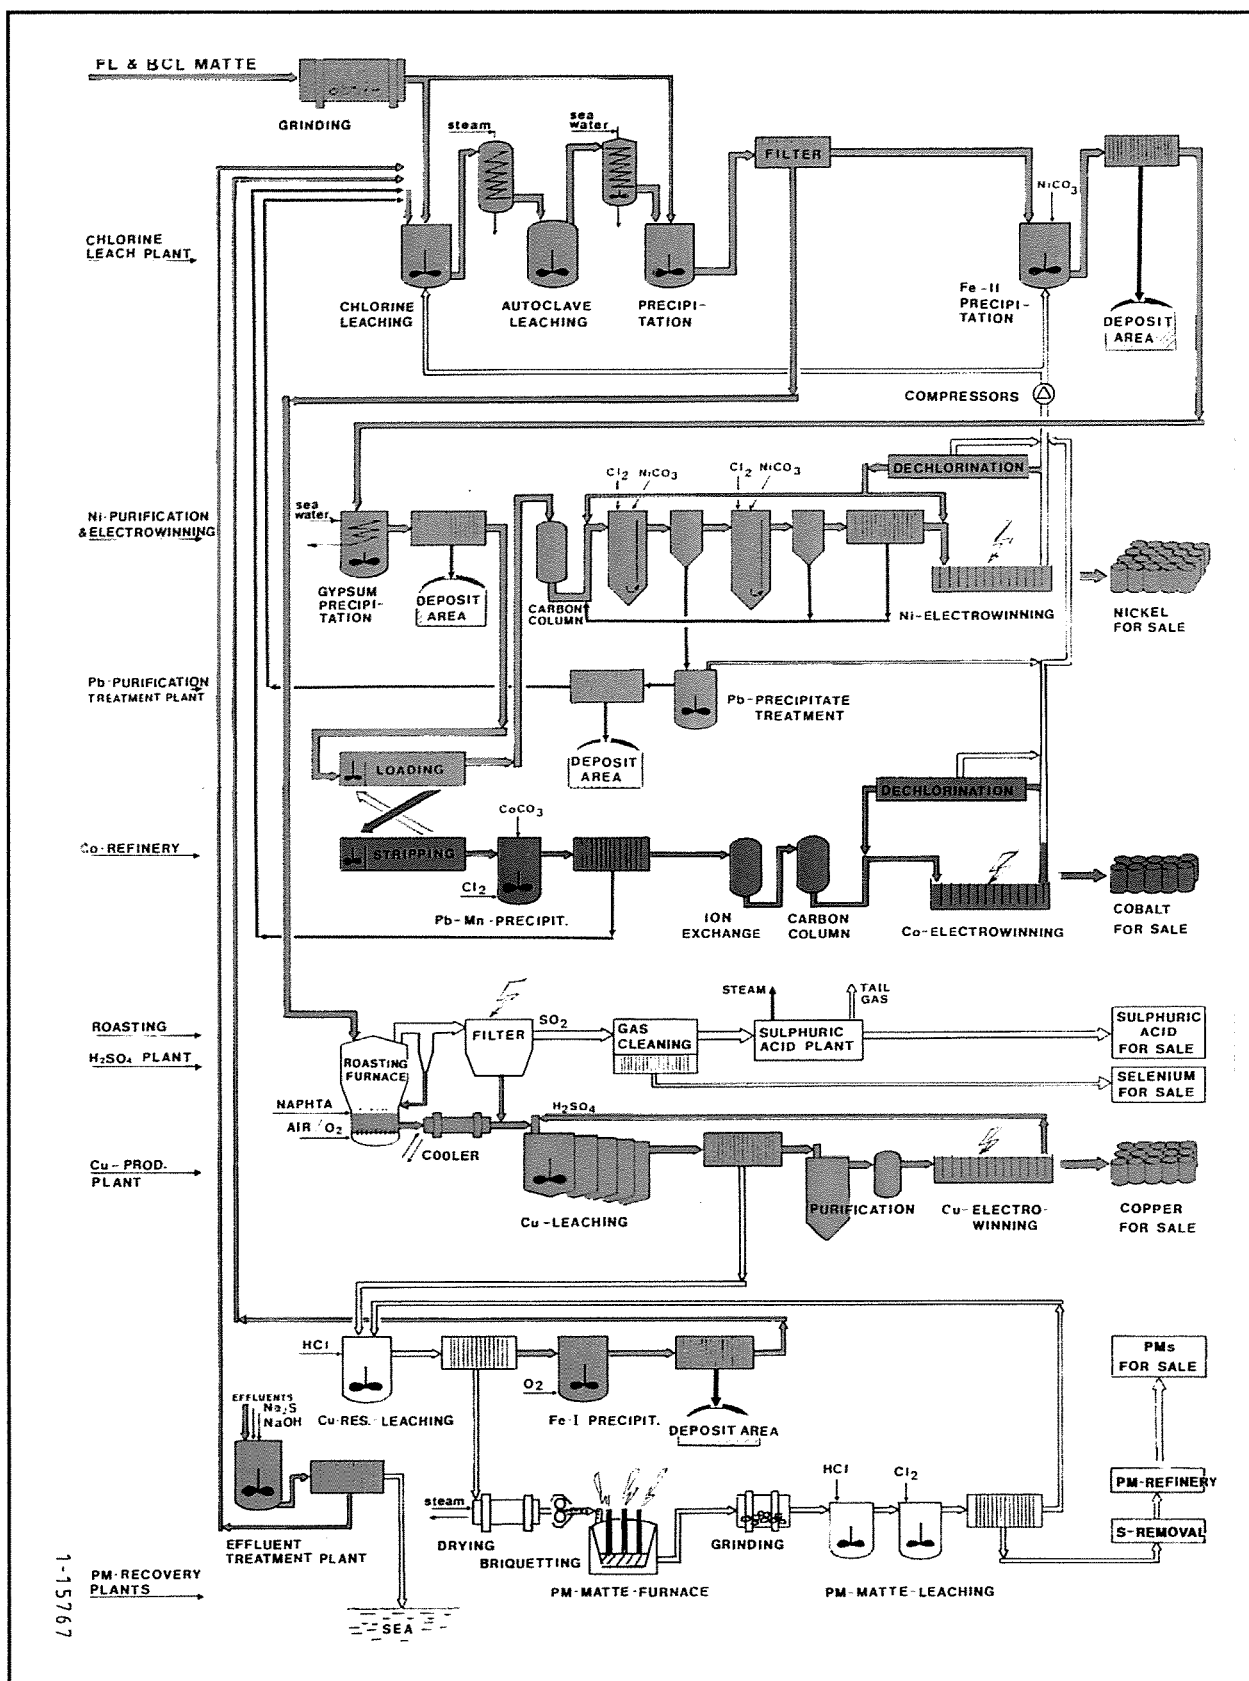 FL & BCL MATTE
GRINDING
steam
sea
water
FILTER
NiCO3
CHLORINE
LEACH PLANT
CHLORINE
LEACHING
AUTOCLAVE
LEACHING
PRECIPI-
TATION
Fe-II
PRECIPI-
TATION
DEPOSIT
AREA
COMPRESSORS
DECHLORINATION
Cl2 NiCO3
Cl2 NiCO3
Ni-PURIFICATION
& ELECTROWINNING
sea
water
GYPSUM
PRECIPI-
TATION
DEPOSIT
AREA
CARBON
COLUMN
Ni-ELECTROWINNING
NICKEL
FOR SALE
Pb-PURIFICATION
TREATMENT PLANT
Pb-PRECIPITATE
TREATMENT
DEPOSIT
AREA
LOADING
DECHLORINATION
CoCO3
Co-REFINERY
STRIPPING
Cl2
Pb-Mn-PRECIPIT.
ION
EXCHANGE
CARBON
COLUMN
Co-ELECTROWINNING
COBALT
FOR SALE
STEAM
TAIL
GAS
ROASTING
H2SO4 PLANT
ROASTING
FURNACE
FILTER
SO2
GAS
CLEANING
SULPHURIC
ACID PLANT
SULPHURIC
ACID
FOR SALE
SELENIUM
FOR SALE
NAPHTA
AIR/O2
H2SO4
COOLER
Cu-PROD.
PLANT
Cu-LEACHING
PURIFICATION
Cu-ELECTRO-
WINNING
COPPER
FOR SALE
HCl
O2
Cu-RES.-LEACHING
Fe-I PRECIPIT.
DEPOSIT AREA
PMs
FOR SALE
EFFLUENTS
Na2S
NaOH
EFFLUENT
TREATMENT PLANT
steam
DRYING
BRIQUETTING
PM-MATTE-FURNACE
GRINDING
HCl
Cl2
PM-MATTE-LEACHING
PM-REFINERY
S-REMOVAL
PM-RECOVERY
PLANTS
SEA
1-15767